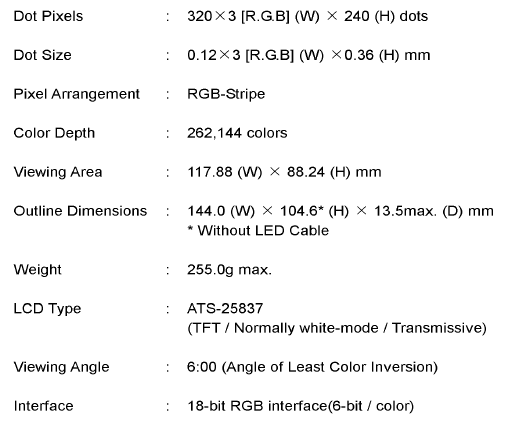 Dot Pixels : 320×3 [R.G.B] (W) × 240 (H) dots
Dot Size : 0.12×3 [R.G.B] (W) ×0.36 (H) mm
Pixel Arrangement : RGB-Stripe
Color Depth : 262,144 colors
Viewing Area : 117.88 (W) × 88.24 (H) mm
Outline Dimensions : 144.0 (W) × 104.6* (H) × 13.5max. (D) mm
* Without LED Cable
Weight : 255.0g max.
LCD Type : ATS-25837
(TFT / Normally white-mode / Transmissive)
Viewing Angle : 6:00 (Angle of Least Color Inversion)
Interface : 18-bit RGB interface(6-bit / color)